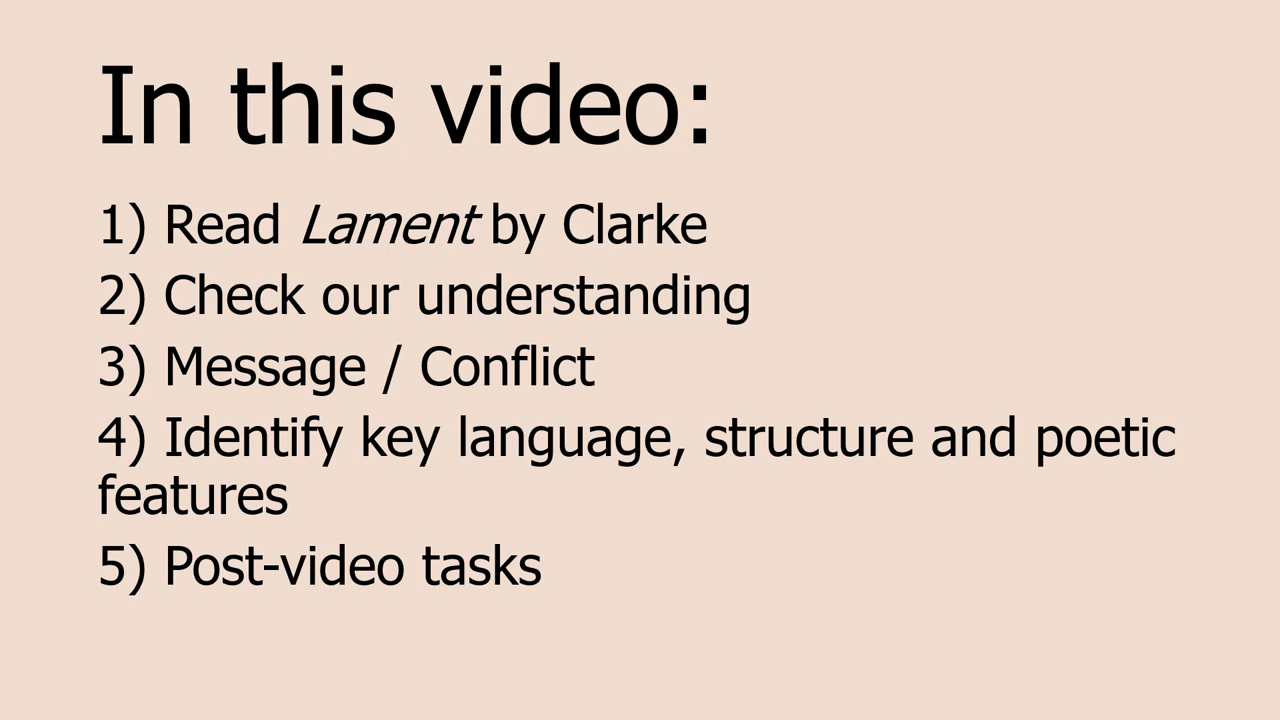 In this video:
1) Read Lament by Clarke
2) Check our understanding
3) Message / Conflict
4) Identify key language, structure and poetic
features
5) Post-video tasks